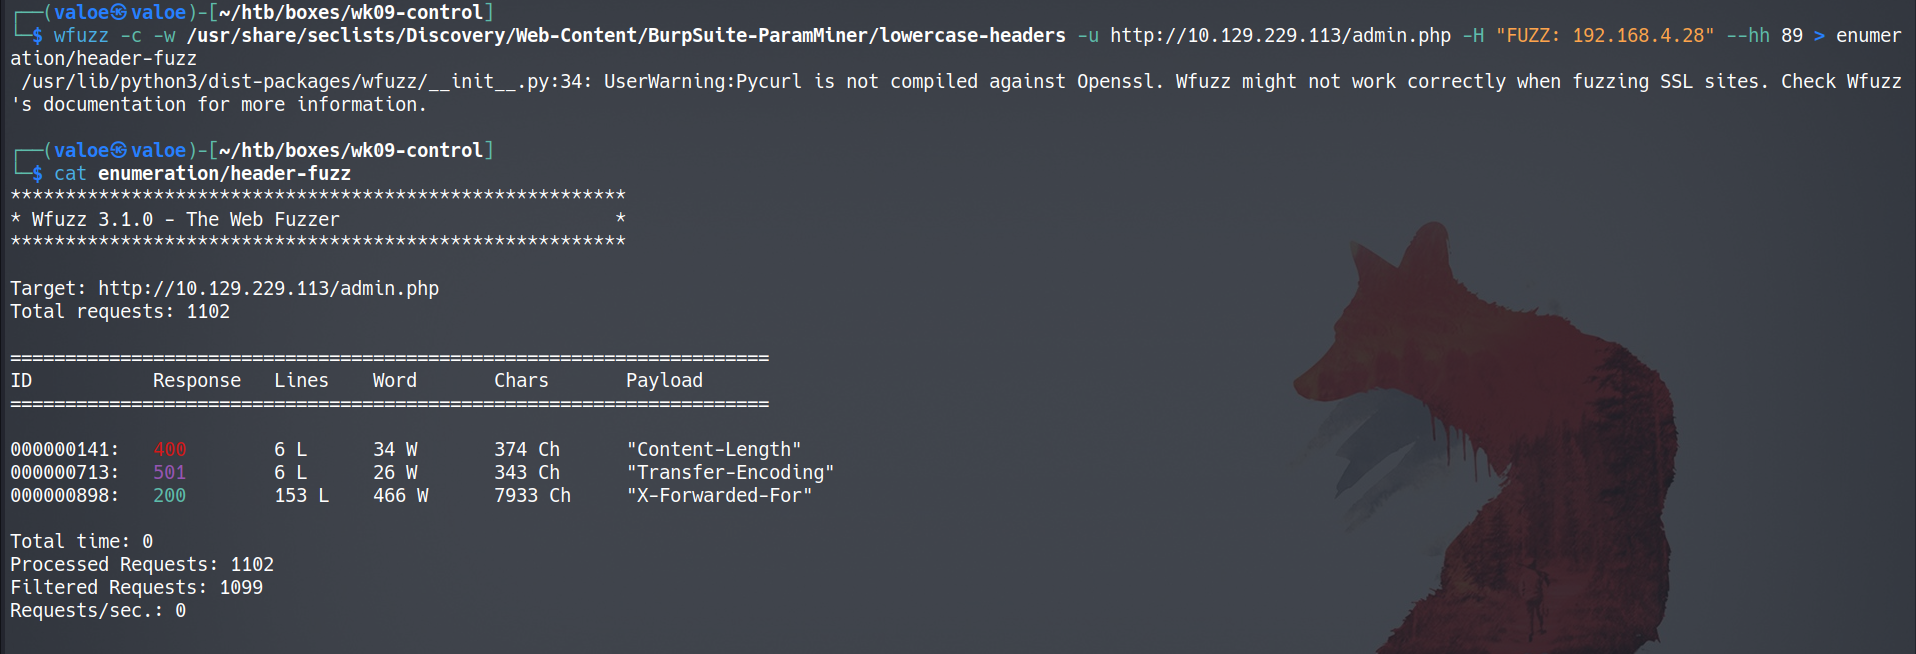 ┌──(valoe㉿valoe)-[~/htb/boxes/wk09-control]
└─$ wfuzz -c -w /usr/share/seclists/Discovery/Web-Content/BurpSuite-ParamMiner/lowercase-headers -u http://10.129.229.113/admin.php -H "FUZZ: 192.168.4.28" --hh 89 > enumer
ation/header-fuzz
 /usr/lib/python3/dist-packages/wfuzz/__init__.py:34: UserWarning:Pycurl is not compiled against Openssl. Wfuzz might not work correctly when fuzzing SSL sites. Check Wfuzz
's documentation for more information.
┌──(valoe㉿valoe)-[~/htb/boxes/wk09-control]
└─$ cat enumeration/header-fuzz
********************************************************
* Wfuzz 3.1.0 - The Web Fuzzer                         *
********************************************************
Target: http://10.129.229.113/admin.php
Total requests: 1102
=====================================================================
ID           Response   Lines    Word       Chars       Payload
=====================================================================
000000141:   400        6 L      34 W       374 Ch      "Content-Length"
000000713:   501        6 L      26 W       343 Ch      "Transfer-Encoding"
000000898:   200        153 L    466 W      7933 Ch     "X-Forwarded-For"
Total time: 0
Processed Requests: 1102
Filtered Requests: 1099
Requests/sec.: 0